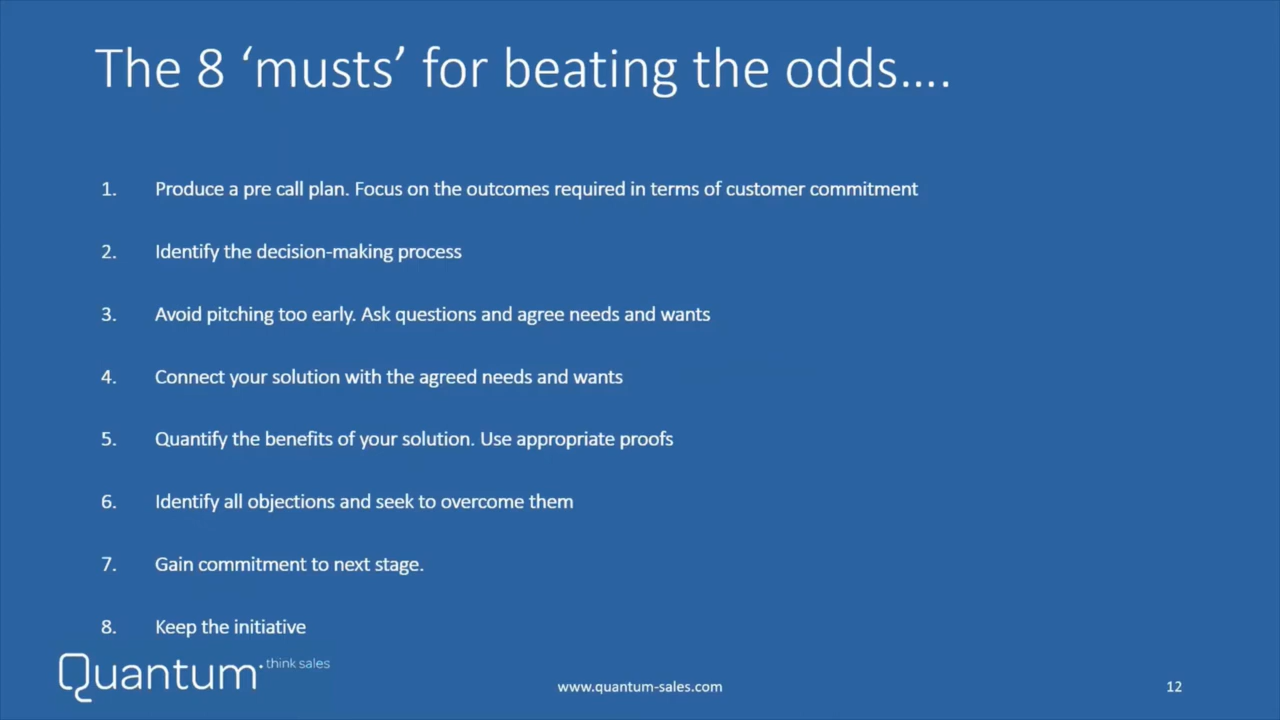 The 8 ‘musts’ for beating the odds….
1. Produce a pre call plan. Focus on the outcomes required in terms of customer commitment
2. Identify the decision-making process
3. Avoid pitching too early. Ask questions and agree needs and wants
4. Connect your solution with the agreed needs and wants
5. Quantify the benefits of your solution. Use appropriate proofs
6. Identify all objections and seek to overcome them
7. Gain commitment to next stage.
8. Keep the initiative
Quantum think sales
www.quantum-sales.com
12